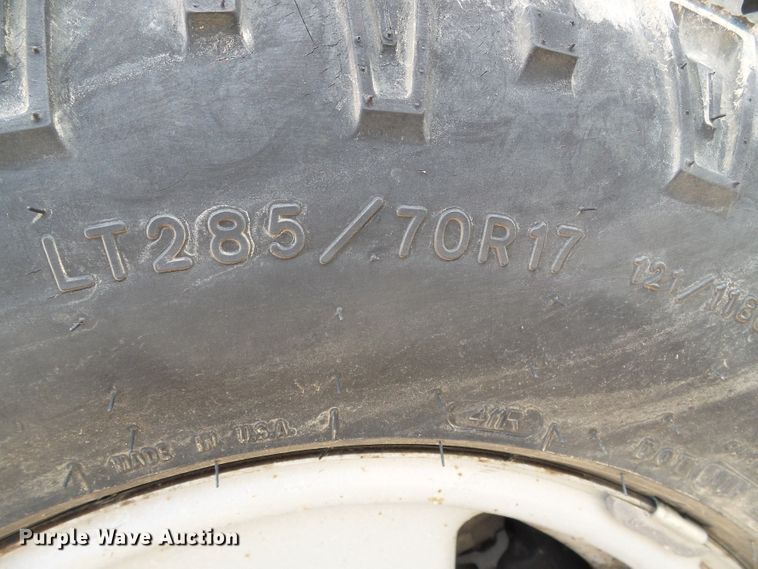 LT285/70R17
121/118
MADE IN U.S.A.
DOT
Purple Wave Auction